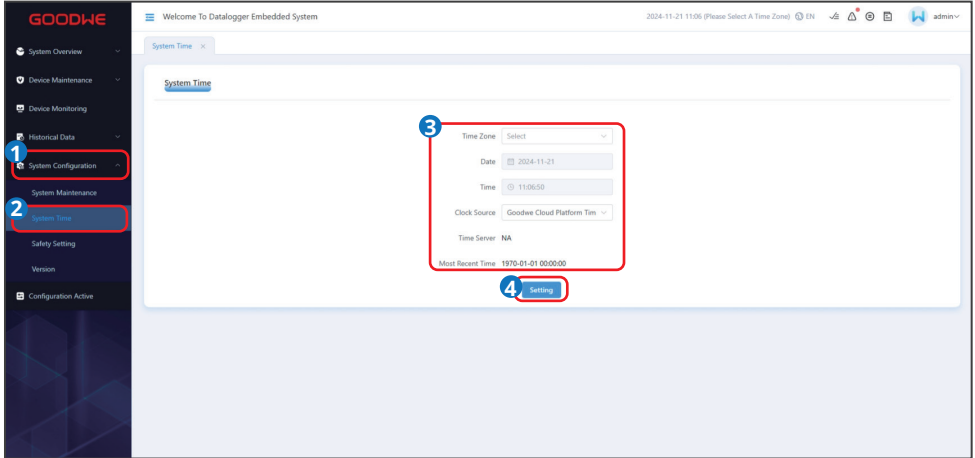 GOODWE
Welcome To Datalogger Embedded System
2024-11-21 11:06 (Please Select A Time Zone) EN admin
System Overview
Device Maintenance
Device Monitoring
Historical Data
1
System Configuration
System Maintenance
2
System Time
Safety Setting
Version
Configuration Active
System Time ×
System Time
3
Time Zone Select
Date 2024-11-21
Time 11:06:50
Clock Source Goodwe Cloud Platform Tim
Time Server NA
Most Recent Time 1970-01-01 00:00:00
4
Setting